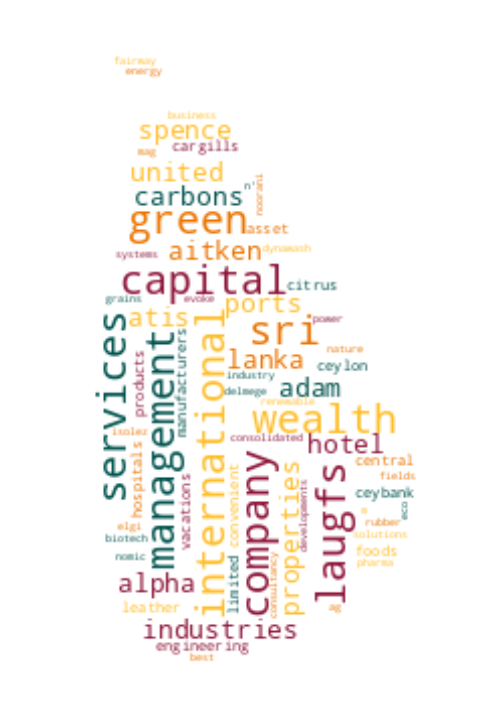 fairway
energy
business
spence
cargills
mag
united
n'
carbons
noorani
green
asset
aitken
dynawash
systems
capital
citrus
grains
evoke
ports
atis
power
sri
services
management
manufacturers
international
lanka
nature
ceylon
products
industry
adam
delmege
renewable
wealth
isolez
consolidated
hotel
hospitals
central
vacations
convenient
company
properties
developments
laugfs
fields
ceybank
eco
a
rubber
elgi
solutions
biotech
foods
nomic
pharma
limited
consultancy
alpha
leather
ag
industries
engineering
best